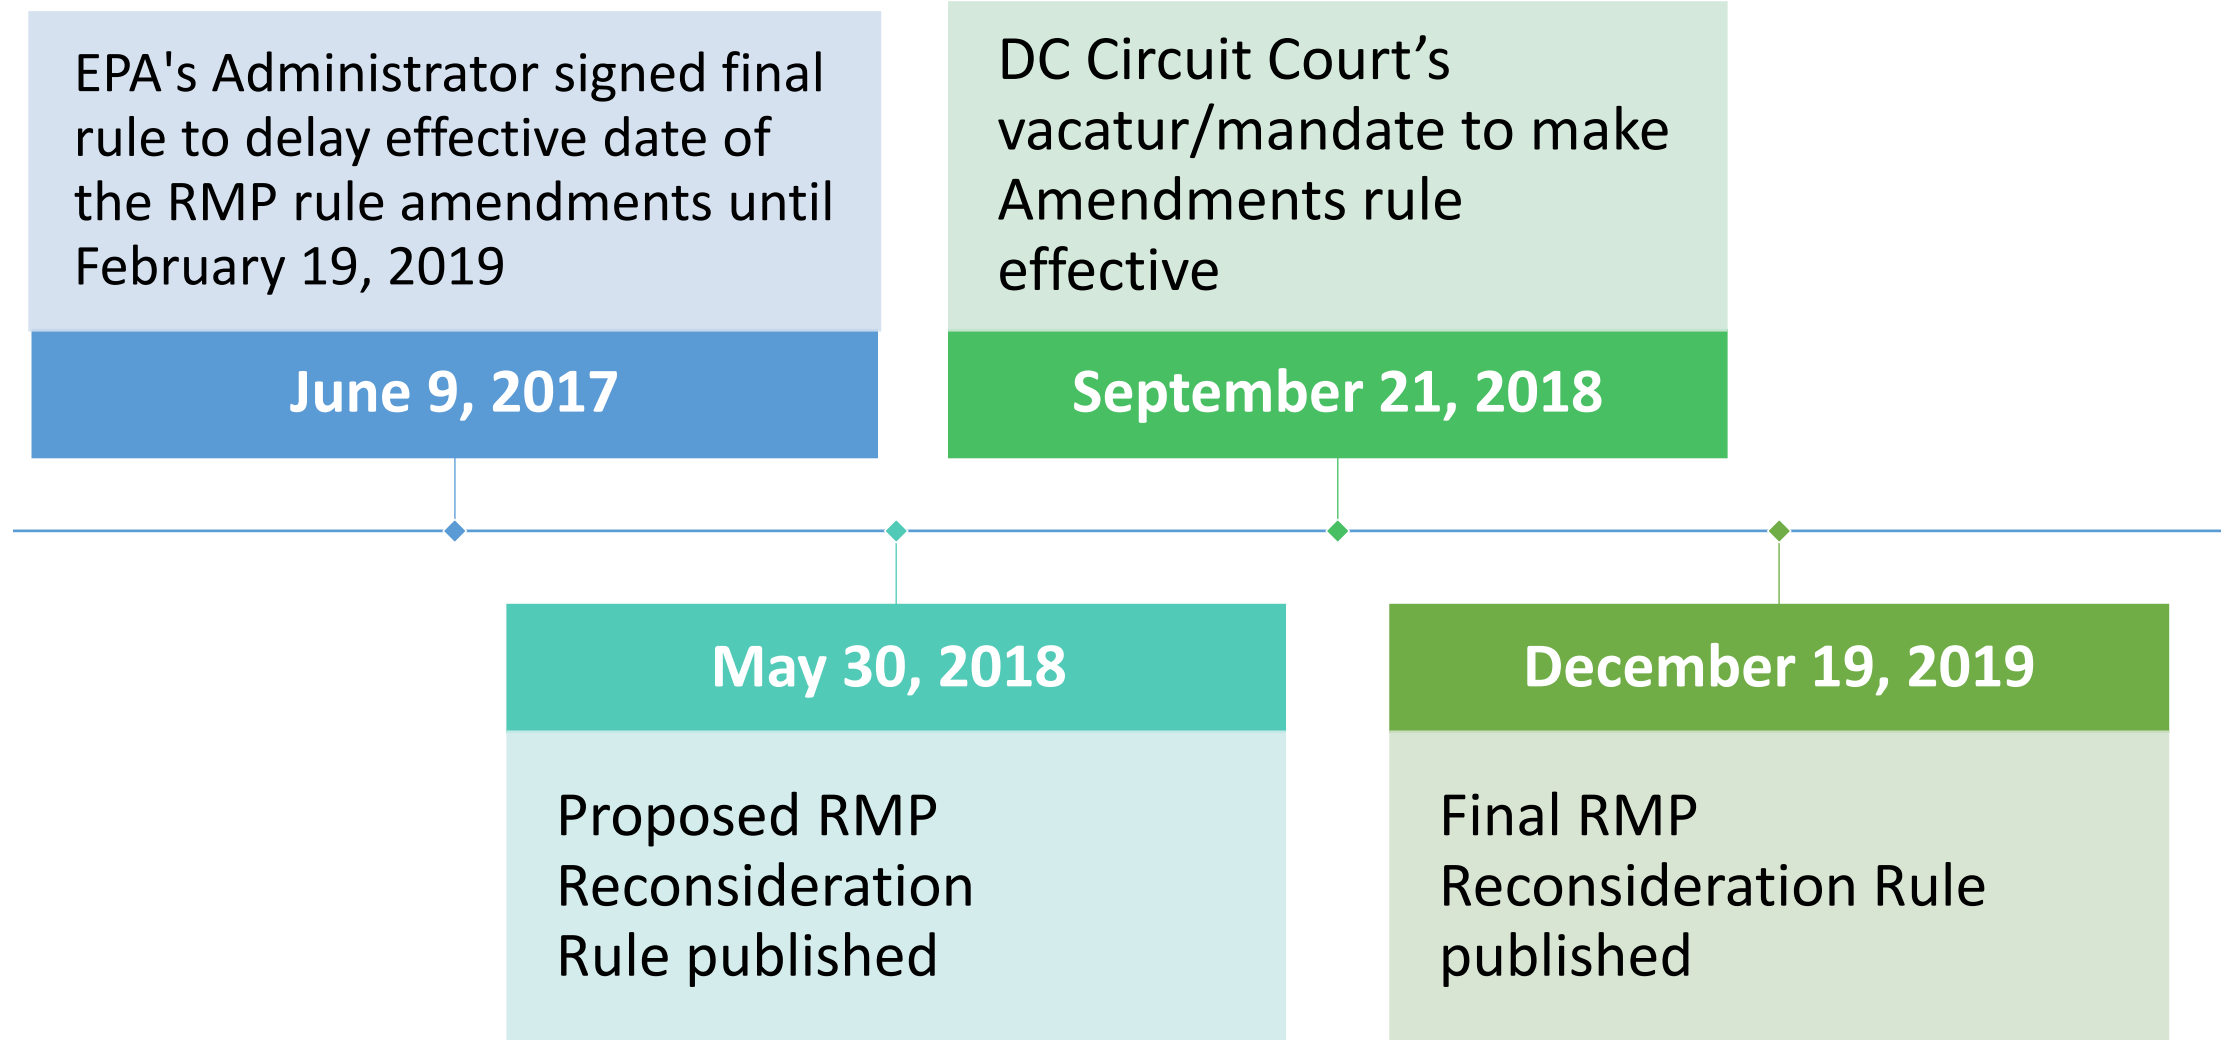 EPA's Administrator signed final
rule to delay effective date of
the RMP rule amendments until
February 19, 2019
June 9, 2017
DC Circuit Court’s
vacatur/mandate to make
Amendments rule
effective
September 21, 2018
May 30, 2018
Proposed RMP
Reconsideration
Rule published
December 19, 2019
Final RMP
Reconsideration Rule
published